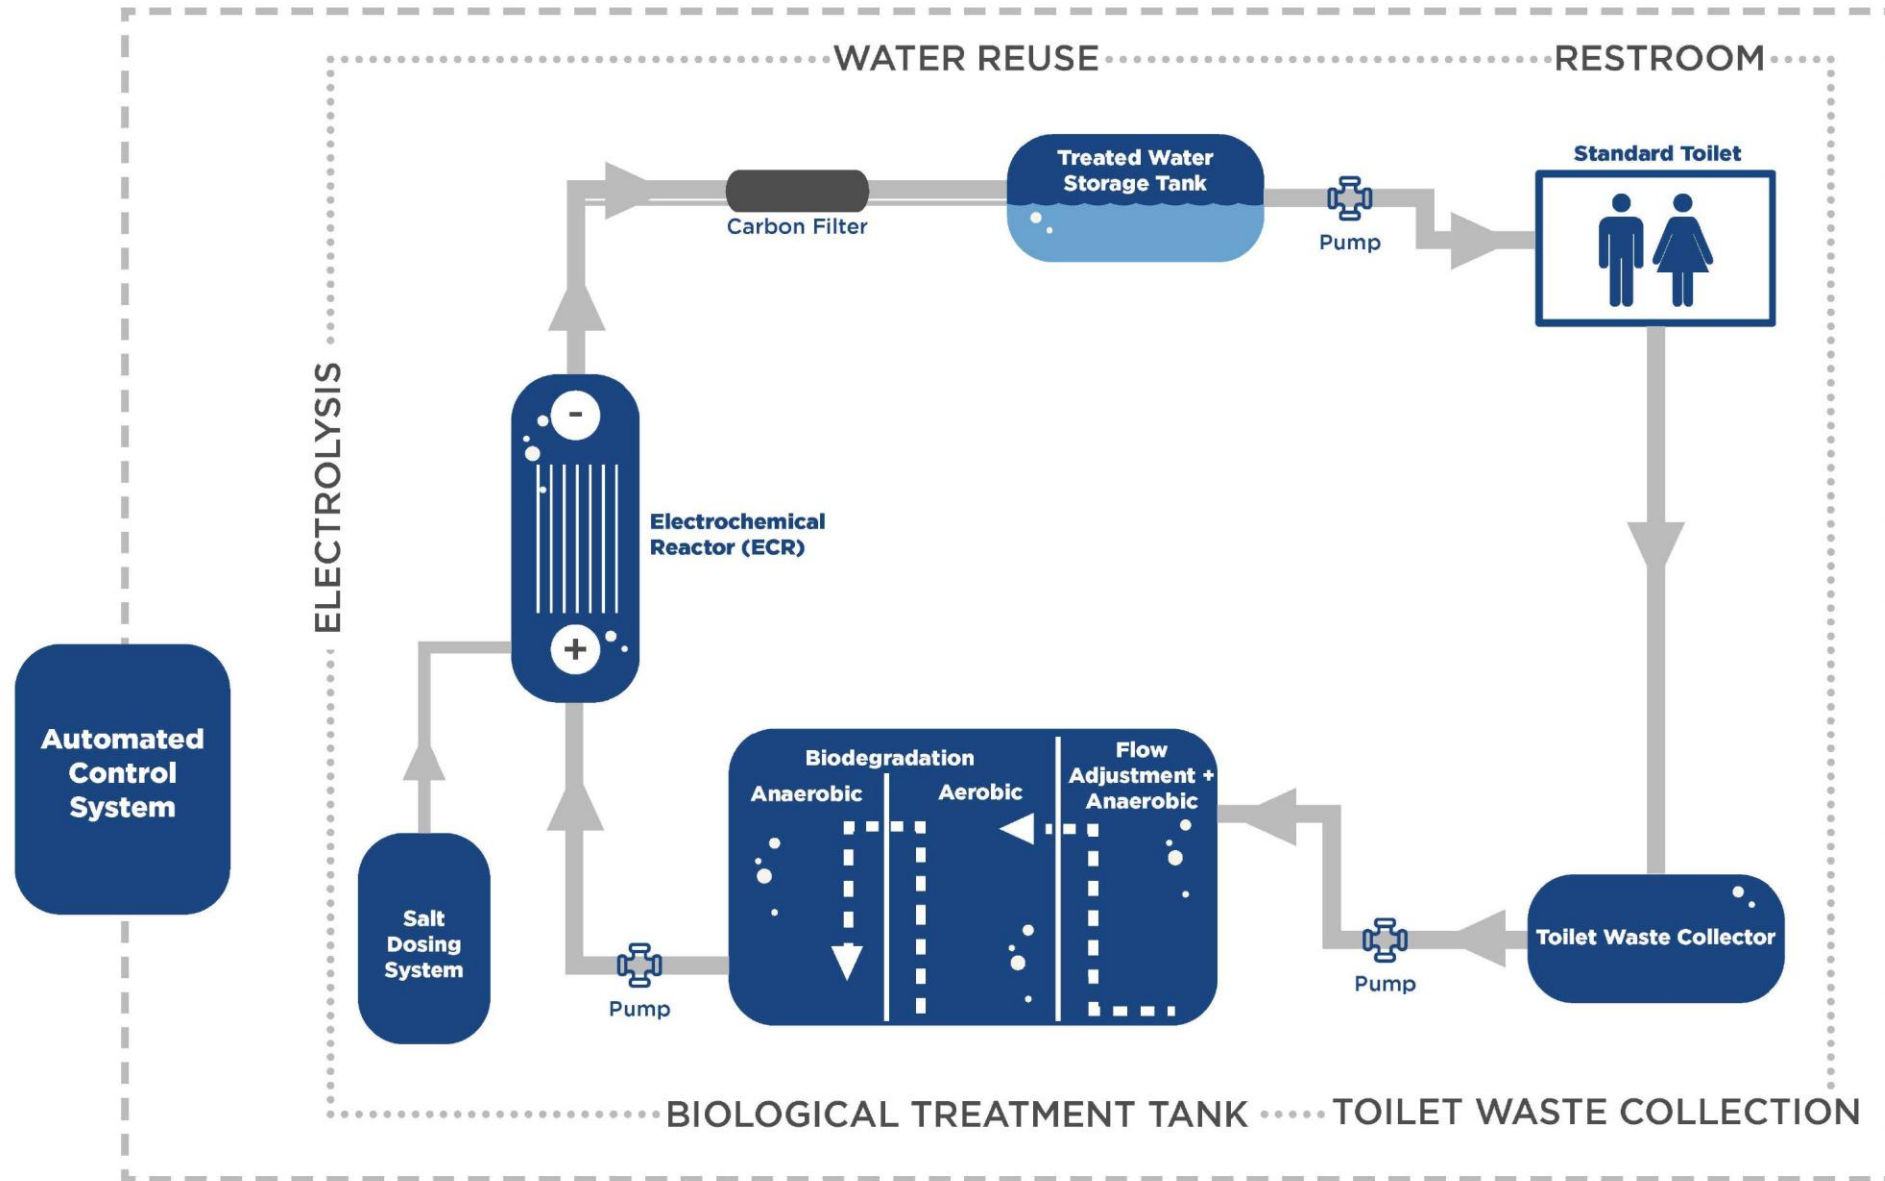 WATER REUSE
RESTROOM
Treated Water
Storage Tank
Standard Toilet
Carbon Filter
Pump
ELECTROLYSIS
-
Electrochemical
Reactor (ECR)
+
Automated
Control
System
Salt
Dosing
System
Pump
Biodegradation
Anaerobic
Aerobic
Flow
Adjustment +
Anaerobic
Pump
Toilet Waste Collector
BIOLOGICAL TREATMENT TANK
TOILET WASTE COLLECTION